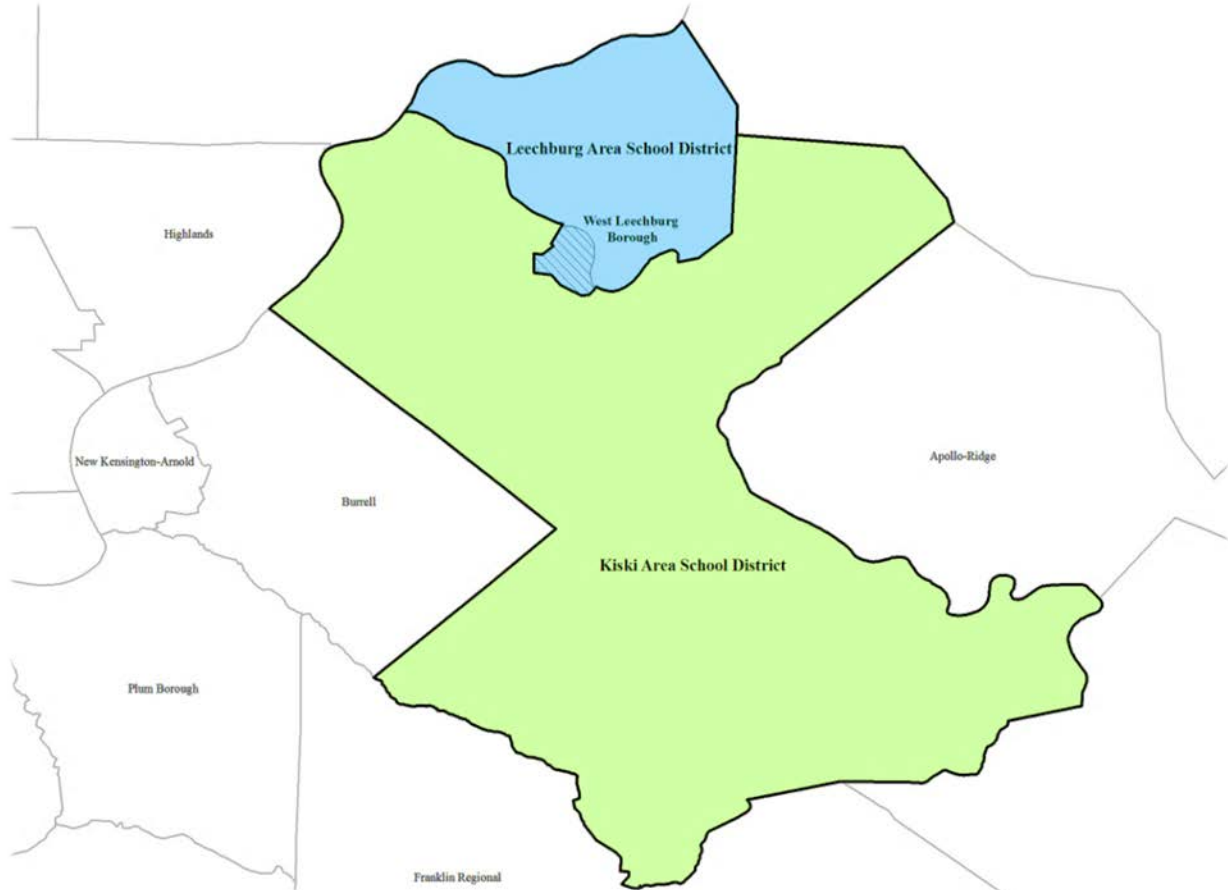 Leechburg Area School District
West Leechburg
Borough
Highlands
New Kensington-Arnold
Apollo-Ridge
Burrell
Kiski Area School District
Plum Borough
Franklin Regional